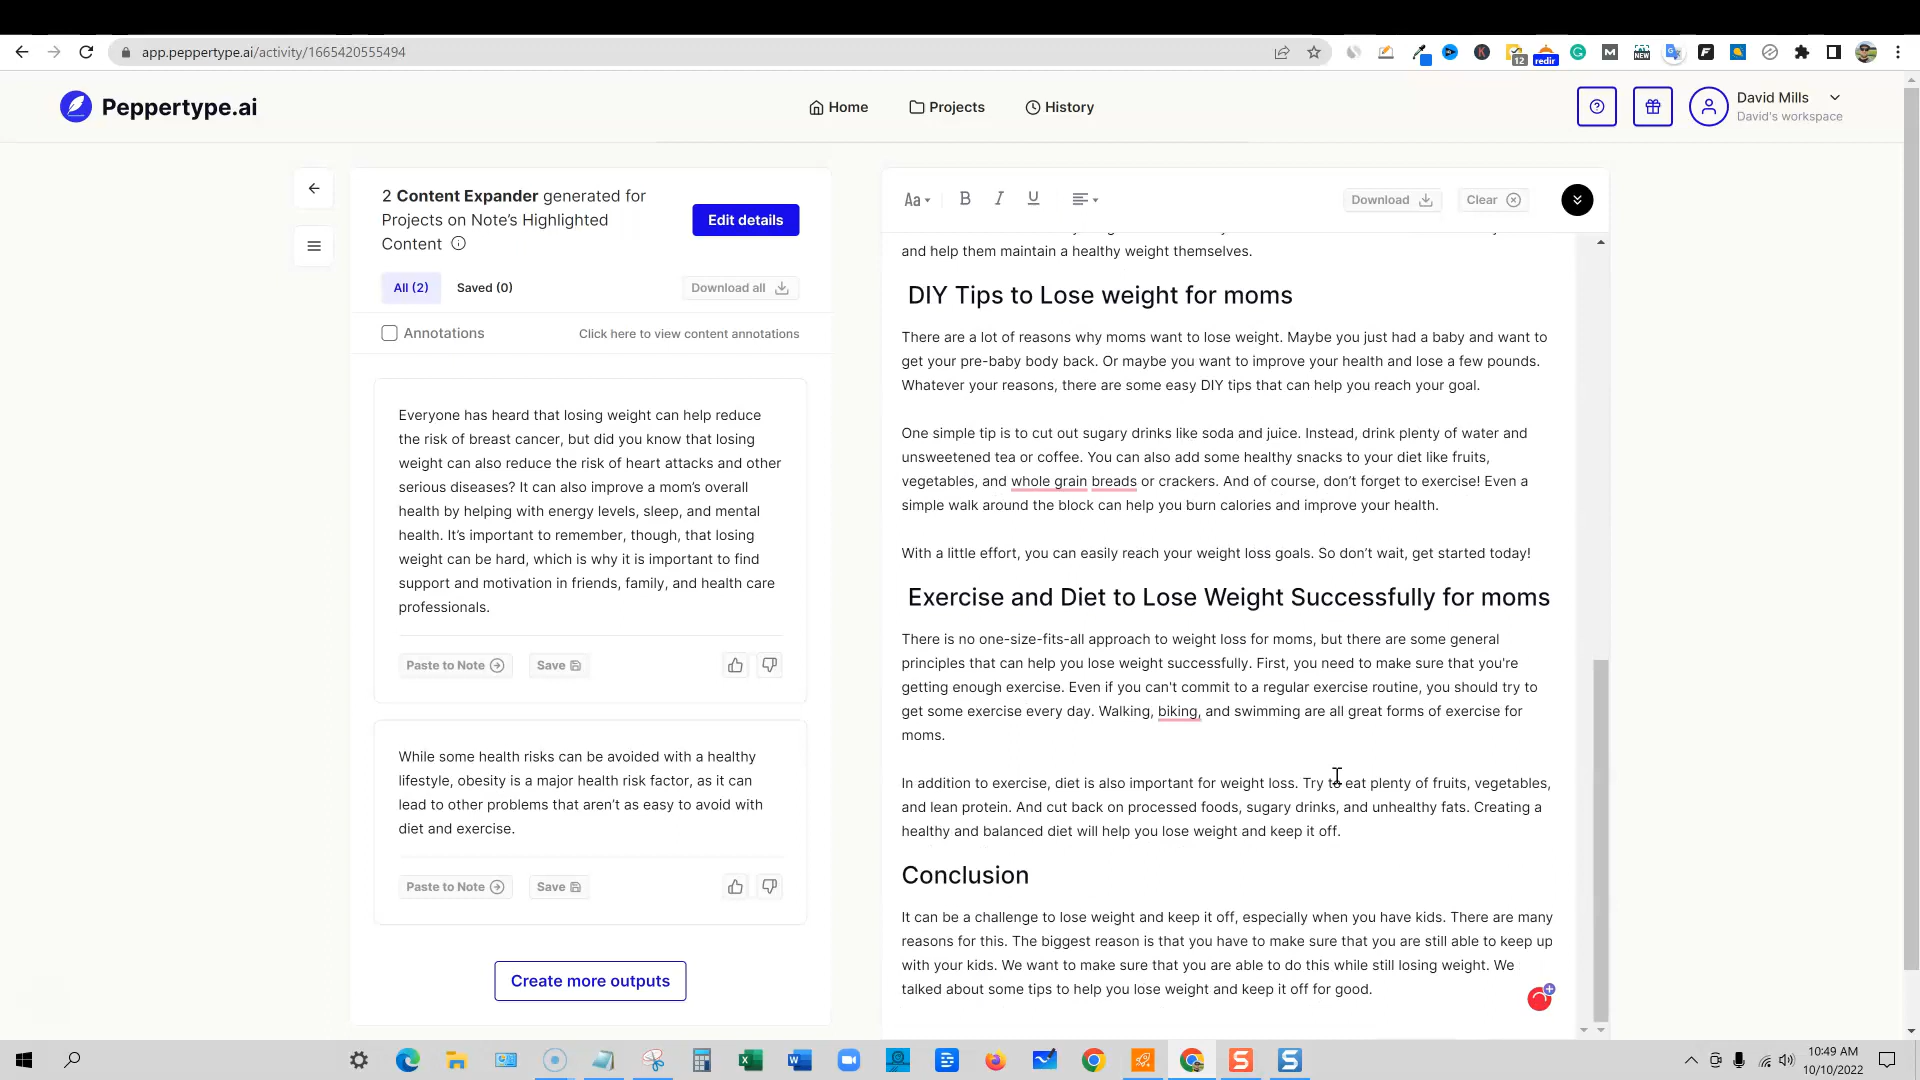 app.peppertype.ai/activity/1665420555494
12
redir
NEW
Peppertype.ai
Home
Projects
History
David Mills
David's workspace
2 Content Expander generated for
Projects on Note's Highlighted
Content
Edit details
All (2)
Saved (0)
Download all
Annotations
Click here to view content annotations
Everyone has heard that losing weight can help reduce
the risk of breast cancer, but did you know that losing
weight can also reduce the risk of heart attacks and other
serious diseases? It can also improve a mom's overall
health by helping with energy levels, sleep, and mental
health. It's important to remember, though, that losing
weight can be hard, which is why it is important to find
support and motivation in friends, family, and health care
professionals.
Paste to Note
Save
While some health risks can be avoided with a healthy
lifestyle, obesity is a major health risk factor, as it can
lead to other problems that aren't as easy to avoid with
diet and exercise.
Paste to Note
Save
Create more outputs
Aa
B
I
U
Download
Clear
and help them maintain a healthy weight themselves.
DIY Tips to Lose weight for moms
There are a lot of reasons why moms want to lose weight. Maybe you just had a baby and want to
get your pre-baby body back. Or maybe you want to improve your health and lose a few pounds.
Whatever your reasons, there are some easy DIY tips that can help you reach your goal.
One simple tip is to cut out sugary drinks like soda and juice. Instead, drink plenty of water and
unsweetened tea or coffee. You can also add some healthy snacks to your diet like fruits,
vegetables, and whole grain breads or crackers. And of course, don't forget to exercise! Even a
simple walk around the block can help you burn calories and improve your health.
With a little effort, you can easily reach your weight loss goals. So don't wait, get started today!
Exercise and Diet to Lose Weight Successfully for moms
There is no one-size-fits-all approach to weight loss for moms, but there are some general
principles that can help you lose weight successfully. First, you need to make sure that you're
getting enough exercise. Even if you can't commit to a regular exercise routine, you should try to
get some exercise every day. Walking, biking, and swimming are all great forms of exercise for
moms.
In addition to exercise, diet is also important for weight loss. Try to eat plenty of fruits, vegetables,
and lean protein. And cut back on processed foods, sugary drinks, and unhealthy fats. Creating a
healthy and balanced diet will help you lose weight and keep it off.
Conclusion
It can be a challenge to lose weight and keep it off, especially when you have kids. There are many
reasons for this. The biggest reason is that you have to make sure that you are still able to keep up
with your kids. We want to make sure that you are able to do this while still losing weight. We
talked about some tips to help you lose weight and keep it off for good.
10:49 AM
10/10/2022